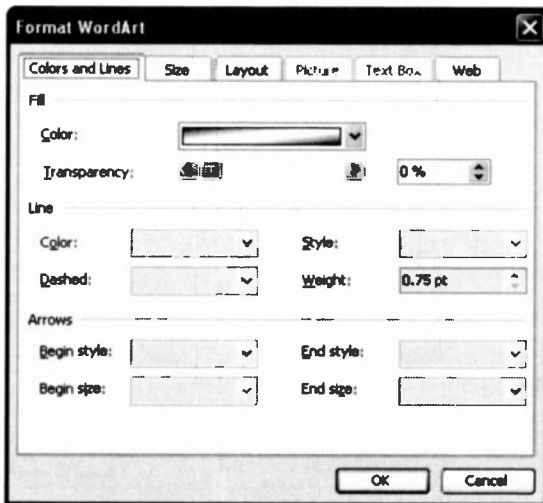 Format WordArt
Colors and Lines Size Layout Picture Text Box Web
Fill
Color:
Transparency: 0 %
Line
Color: Style:
Dashed: Weight: 0.75 pt
Arrows
Begin style: End style:
Begin size: End size:
OK Cancel